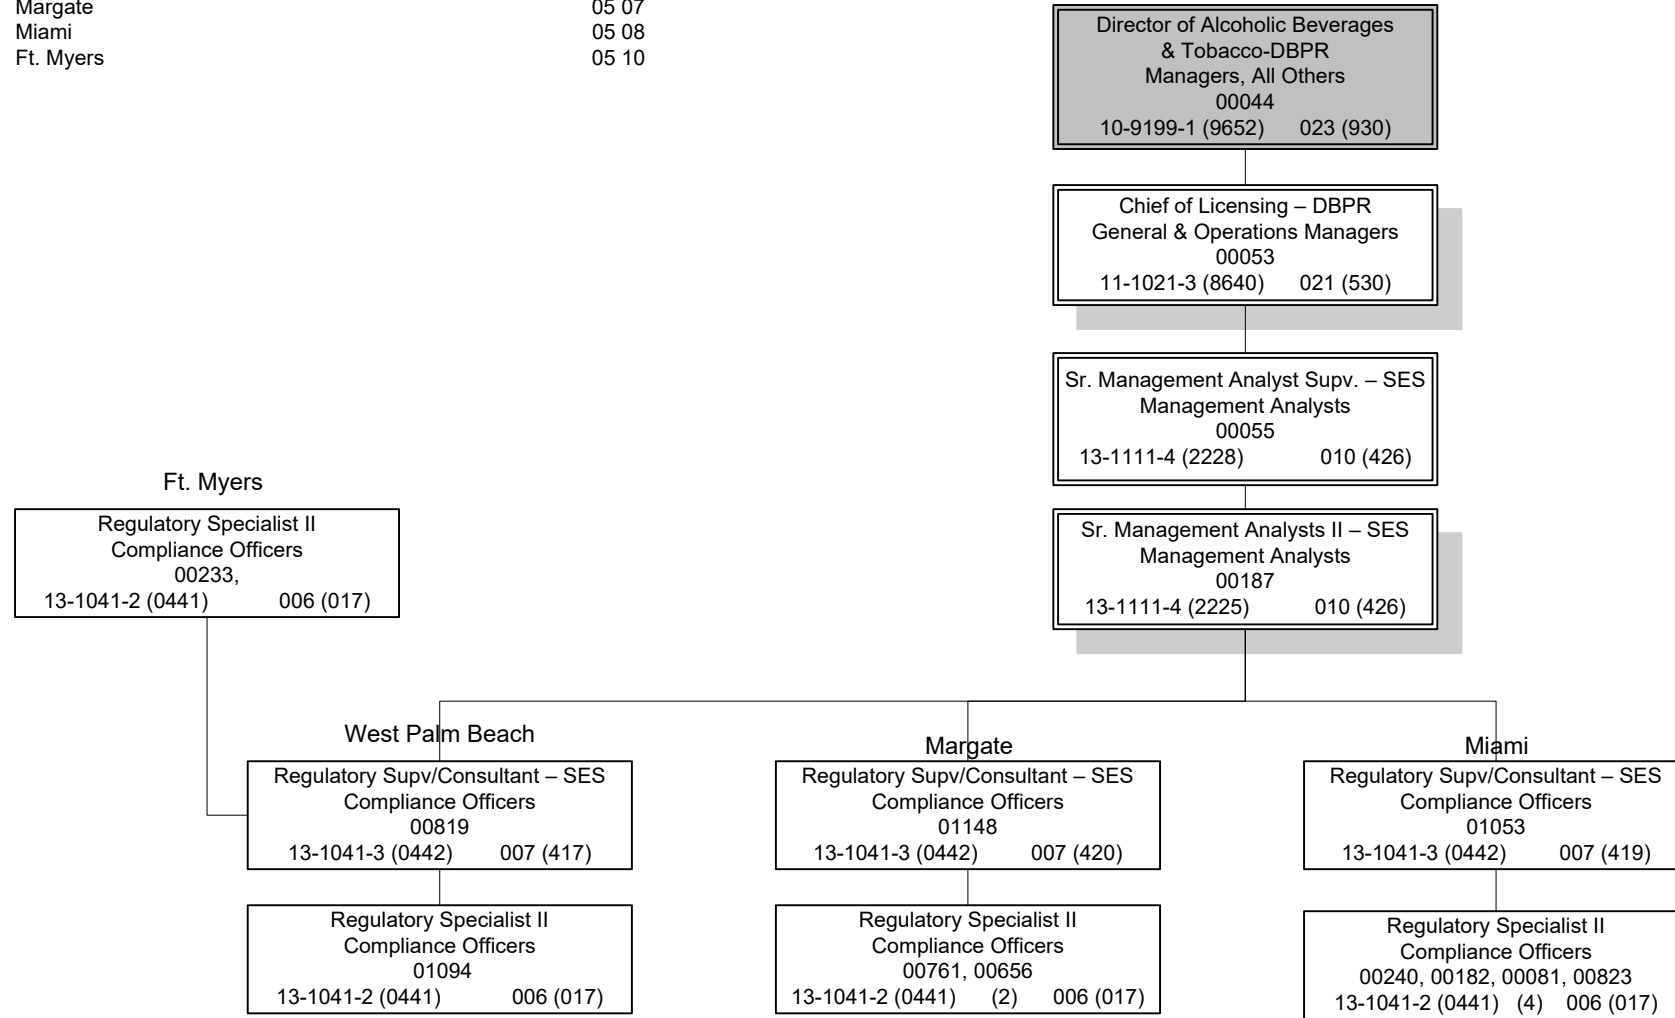 Margate 05 07
Miami 05 08
Ft. Myers 05 10
Director of Alcoholic Beverages
& Tobacco-DBPR
Managers, All Others
00044
10-9199-1 (9652) 023 (930)
Chief of Licensing – DBPR
General & Operations Managers
00053
11-1021-3 (8640) 021 (530)
Sr. Management Analyst Supv. – SES
Management Analysts
00055
13-1111-4 (2228) 010 (426)
Sr. Management Analysts II – SES
Management Analysts
00187
13-1111-4 (2225) 010 (426)
Ft. Myers
Regulatory Specialist II
Compliance Officers
00233,
13-1041-2 (0441) 006 (017)
West Palm Beach
Regulatory Supv/Consultant – SES
Compliance Officers
00819
13-1041-3 (0442) 007 (417)
Regulatory Specialist II
Compliance Officers
01094
13-1041-2 (0441) 006 (017)
Margate
Regulatory Supv/Consultant – SES
Compliance Officers
01148
13-1041-3 (0442) 007 (420)
Regulatory Specialist II
Compliance Officers
00761, 00656
13-1041-2 (0441) (2) 006 (017)
Miami
Regulatory Supv/Consultant – SES
Compliance Officers
01053
13-1041-3 (0442) 007 (419)
Regulatory Specialist II
Compliance Officers
00240, 00182, 00081, 00823
13-1041-2 (0441) (4) 006 (017)